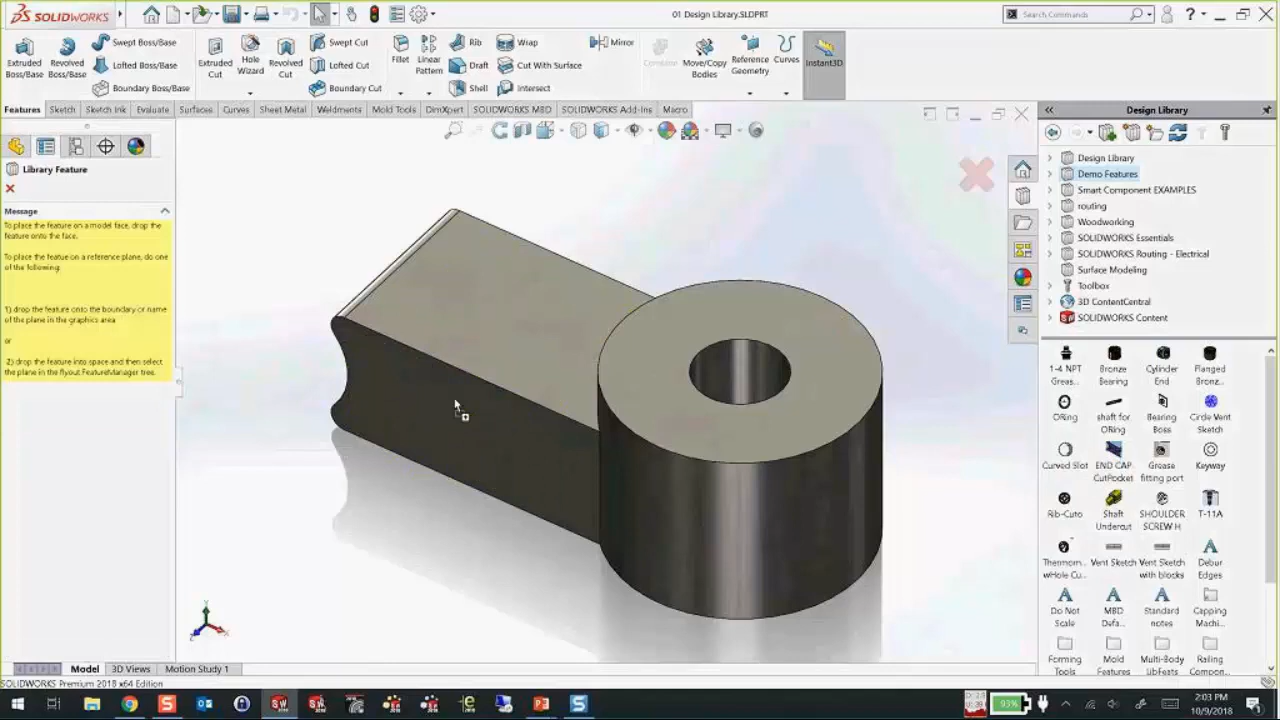 SOLIDWORKS
01 Design Library.SLDPRT
Search Commands
Extruded Boss/Base
Revolved Boss/Base
Swept Boss/Base
Lofted Boss/Base
Boundary Boss/Base
Extruded Cut
Hole Wizard
Revolved Cut
Swept Cut
Lofted Cut
Boundary Cut
Fillet
Linear Pattern
Rib
Draft
Shell
Wrap
Cut With Surface
Intersect
Mirror
Move/Copy Bodies
Reference Geometry
Curves
Instant3D
Features Sketch Sketch Ink Evaluate Surfaces Curves Sheet Metal Weldments Mold Tools DimXpert SOLIDWORKS MBD SOLIDWORKS Add-Ins Macro
Library Feature
Message
To place the feature on a model face, drop the
feature onto the face.
To place the featue on a reference plane, do one
of the following:
1) drop the feature onto the boundary or name
of the plane in the graphics area
or
2) drop the feature into space and then select
the plane in the flyout FeatureManager tree.
Design Library
Design Library
Demo Features
Smart Component EXAMPLES
routing
Woodworking
SOLIDWORKS Essentials
SOLIDWORKS Routing - Electrical
Surface Modeling
Toolbox
3D ContentCentral
SOLIDWORKS Content
1-4 NPT Greas...
Bronze Bearing
Cylinder End
Flanged Bronz...
ORing
shaft for ORing
Bearing Boss
Circle Vent Sketch
Curved Slot
END CAP CutPocket
Grease fitting port
Keyway
Rib-Cuto
Shaft Undercut
SHOULDER SCREW H
T-11A
Thermom... wHole Cu...
Vent Sketch
Vent Sketch with blocks
Debur Edges
Do Not Scale
MBD Defa...
Standard notes
Capping Machi...
Forming Tools
Mold Features
Multi-Body LibFeats
Railing Compon...
Model 3D Views Motion Study 1
SOLIDWORKS Premium 2018 x64 Edition
93%
2:03 PM
10/9/2018